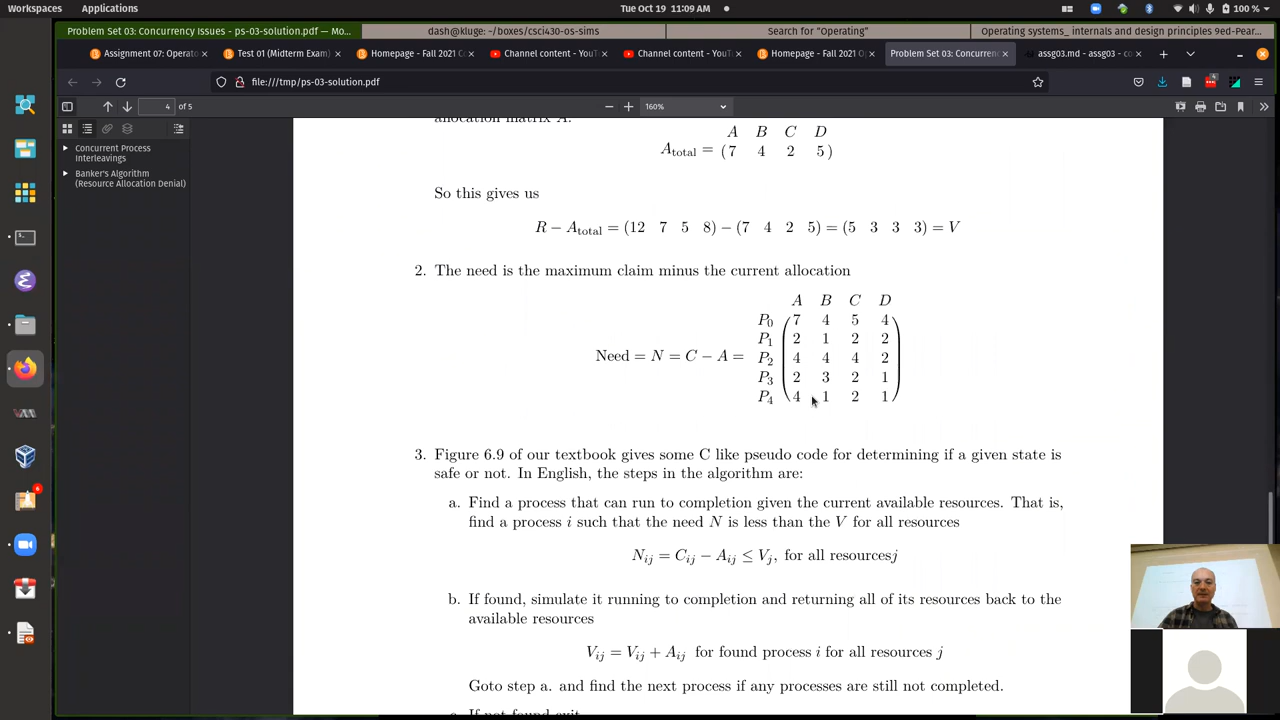 Workspaces Applications Tue Oct 19 11:09 AM 100 %
Problem Set 03: Concurrency Issues - ps-03-solution.pdf — Mo... dash@kluge: ~/boxes/csci430-os-sims Search for "Operating" Operating systems_ internals and design principles 9ed-Pear...
Assignment 07: Operato Test 01 (Midterm Exam) Homepage - Fall 2021 C Channel content - YouT Channel content - YouTu Homepage - Fall 2021 O Problem Set 03: Concurrenc assg03.md - assg03 - co
file:///tmp/ps-03-solution.pdf
4 of 5 160%
Concurrent Process Interleavings
Banker's Algorithm (Resource Allocation Denial)
allocation matrix A.
A B C D
A_total = ( 7 4 2 5 )
So this gives us
R − A_total = (12 7 5 8) − (7 4 2 5) = (5 3 3 3) = V
2. The need is the maximum claim minus the current allocation
A B C D
P_0 7 4 5 4
P_1 2 1 2 2
Need = N = C − A = P_2 4 4 4 2
P_3 2 3 2 1
P_4 4 1 2 1
3. Figure 6.9 of our textbook gives some C like pseudo code for determining if a given state is
safe or not. In English, the steps in the algorithm are:
a. Find a process that can run to completion given the current available resources. That is,
find a process i such that the need N is less than the V for all resources
N_ij = C_ij − A_ij ≤ V_j, for all resourcesj
b. If found, simulate it running to completion and returning all of its resources back to the
available resources
V_ij = V_ij + A_ij for found process i for all resources j
Goto step a. and find the next process if any processes are still not completed.
c. If not found exit